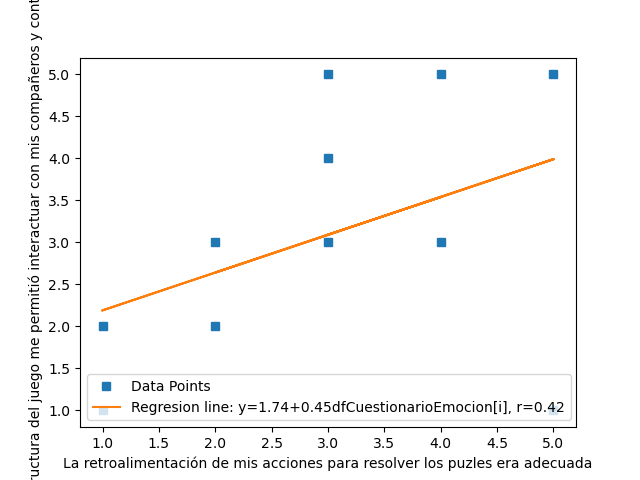 ructura del juego me permitió interactuar con mis compañeros y cont
5.0
4.5
4.0
3.5
3.0
2.5
2.0
1.5
1.0
Data Points
Regresion line: y=1.74+0.45dfCuestionarioEmocion[i], r=0.42
1.0 1.5 2.0 2.5 3.0 3.5 4.0 4.5 5.0
La retroalimentación de mis acciones para resolver los puzles era adecuada